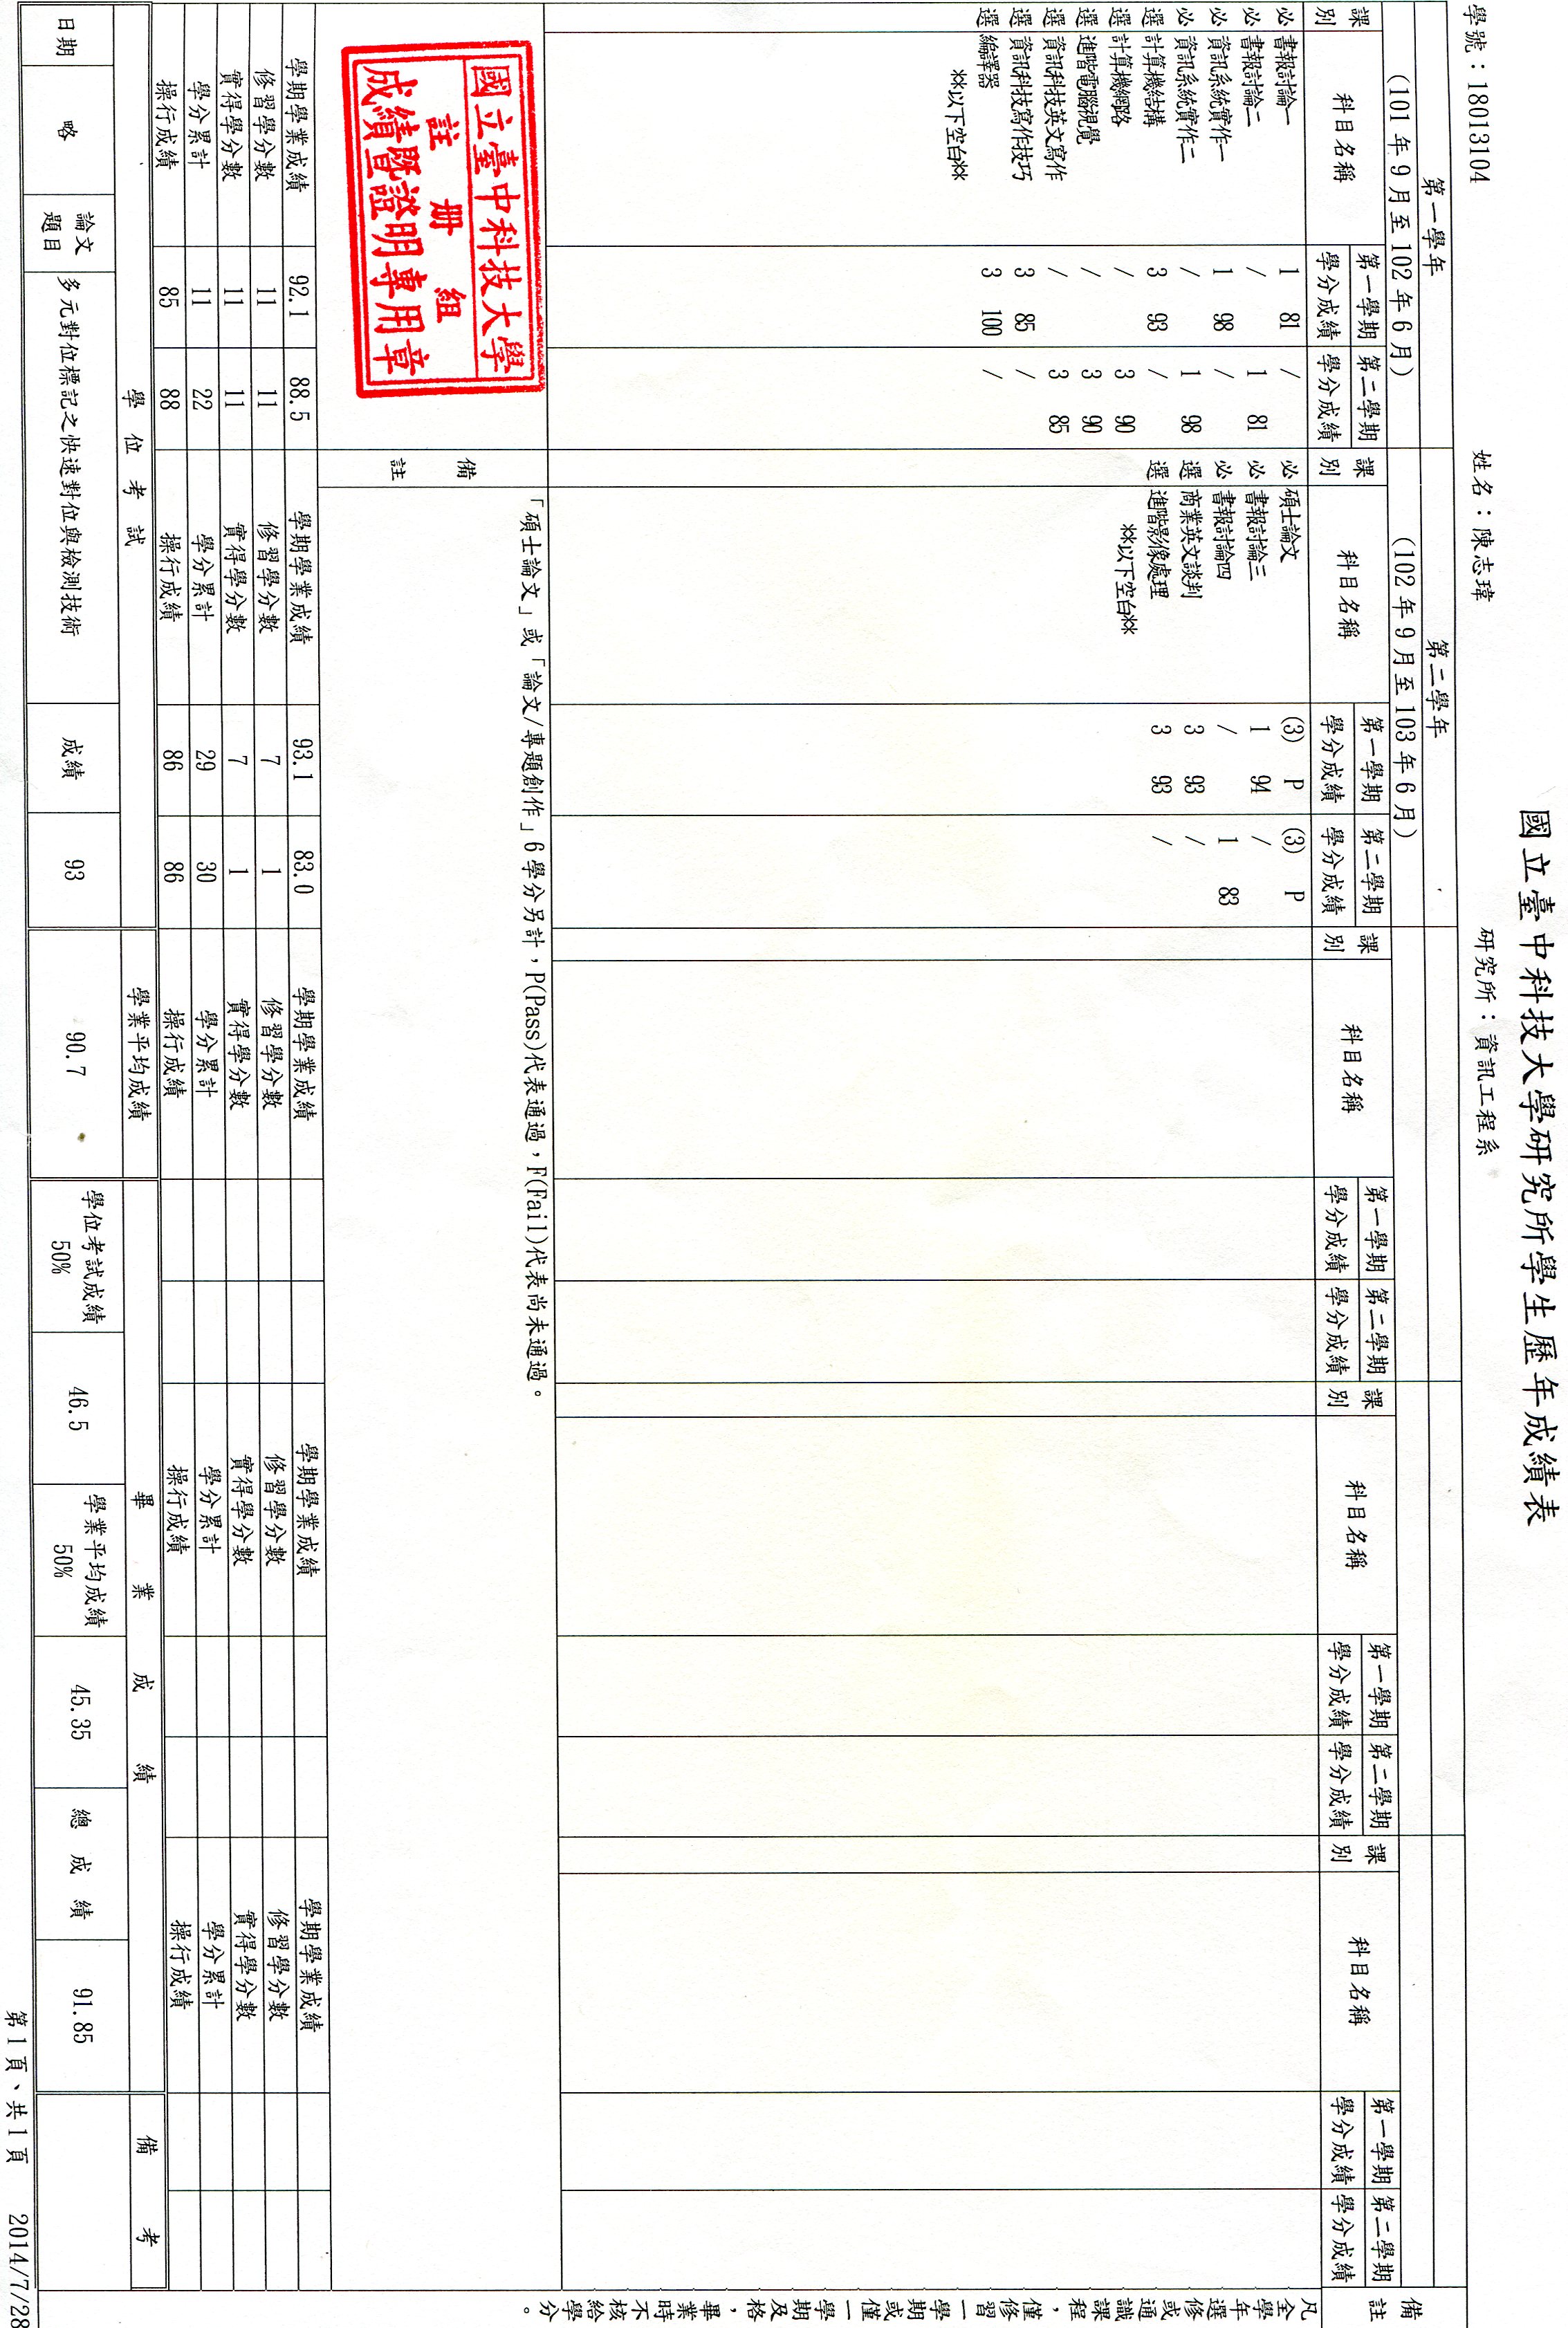 國立臺中科技大學研究所學生歷年成績表
學號：18013104 姓名：陳志瑋 研究所：資訊工程系
第一學年 第二學年
(101 年 9 月至 102 年 6 月) (102 年 9 月至 103 年 6 月)
課別 科目名稱 第一學期 學分成績 第二學期 學分成績 課別 科目名稱 第一學期 學分成績 第二學期 學分成績 課別 科目名稱 第一學期 學分成績 第二學期 學分成績 課別 科目名稱 第一學期 學分成績 第二學期 學分成績 課別 科目名稱 第一學期 學分成績 第二學期 學分成績 備註
必 書報討論一 1 81 / 必 碩士論文 (3) P (3) P
必 書報討論二 / 1 81 必 書報討論三 1 94 /
必 資訊系統實作一 1 98 / 必 書報討論四 / 1 83
必 資訊系統實作二 / 1 98 選 商業英文談判 3 93 /
選 計算機結構 3 93 / 選 進階影像處理 3 93 /
選 計算機網路 / 3 90 **以下空白**
選 進階電腦視覺 / 3 90
選 資訊科技英文寫作 / 3 85
選 資訊科技寫作技巧 3 85 /
選 編譯器 3 100 /
**以下空白**
凡全學年選修或通識課程，僅修習一學期或僅一學期及格，畢業時不核給學分。
國立臺中科技大學
註冊組
成績暨證明專用章
備註
「碩士論文」或「論文/專題創作」6 學分另計，P(Pass)代表通過，F(Fail)代表尚未通過。
學期學業成績 92.1 88.5 學期學業成績 93.1 83.0 學期學業成績 學期學業成績 學期學業成績
修習學分數 11 11 修習學分數 7 1 修習學分數 修習學分數 修習學分數
實得學分數 11 11 實得學分數 7 1 實得學分數 實得學分數 實得學分數
學分累計 11 22 學分累計 29 30 學分累計 學分累計 學分累計
操行成績 85 88 操行成績 86 86 操行成績 操行成績 操行成績
學位考試 學業平均成績 畢業成績 備考
日期 略 論文題目 多元對位標記之快速對位與檢測技術 成績 93 90.7 學位考試成績 50% 46.5 學業平均成績 50% 45.35 總成績 91.85
第 1 頁、共 1 頁 2014/7/28